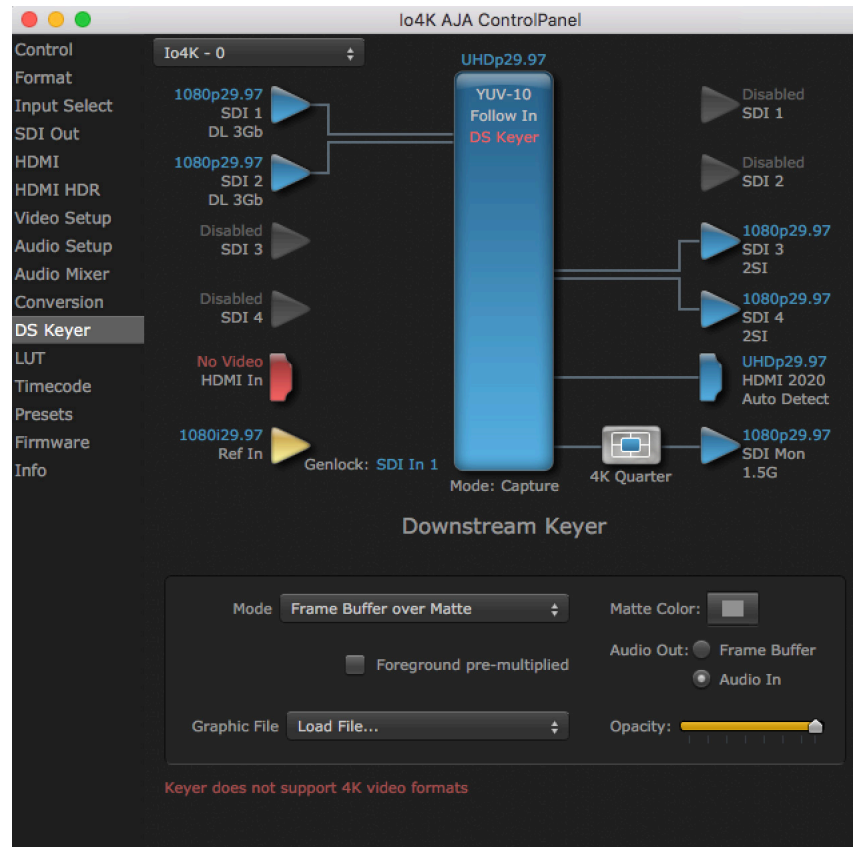 Io4K AJA ControlPanel
Control
Format
Input Select
SDI Out
HDMI
HDMI HDR
Video Setup
Audio Setup
Audio Mixer
Conversion
DS Keyer
LUT
Timecode
Presets
Firmware
Info
Io4K - 0
1080p29.97
SDI 1
DL 3Gb
1080p29.97
SDI 2
DL 3Gb
Disabled
SDI 3
Disabled
SDI 4
No Video
HDMI In
1080i29.97
Ref In
Genlock: SDI In 1
UHDp29.97
YUV-10
Follow In
DS Keyer
Mode: Capture
Disabled
SDI 1
Disabled
SDI 2
1080p29.97
SDI 3
2SI
1080p29.97
SDI 4
2SI
UHDp29.97
HDMI 2020
Auto Detect
4K Quarter
1080p29.97
SDI Mon
1.5G
Downstream Keyer
Mode Frame Buffer over Matte
Matte Color:
Foreground pre-multiplied
Audio Out: Frame Buffer
Audio In
Graphic File Load File...
Opacity:
Keyer does not support 4K video formats